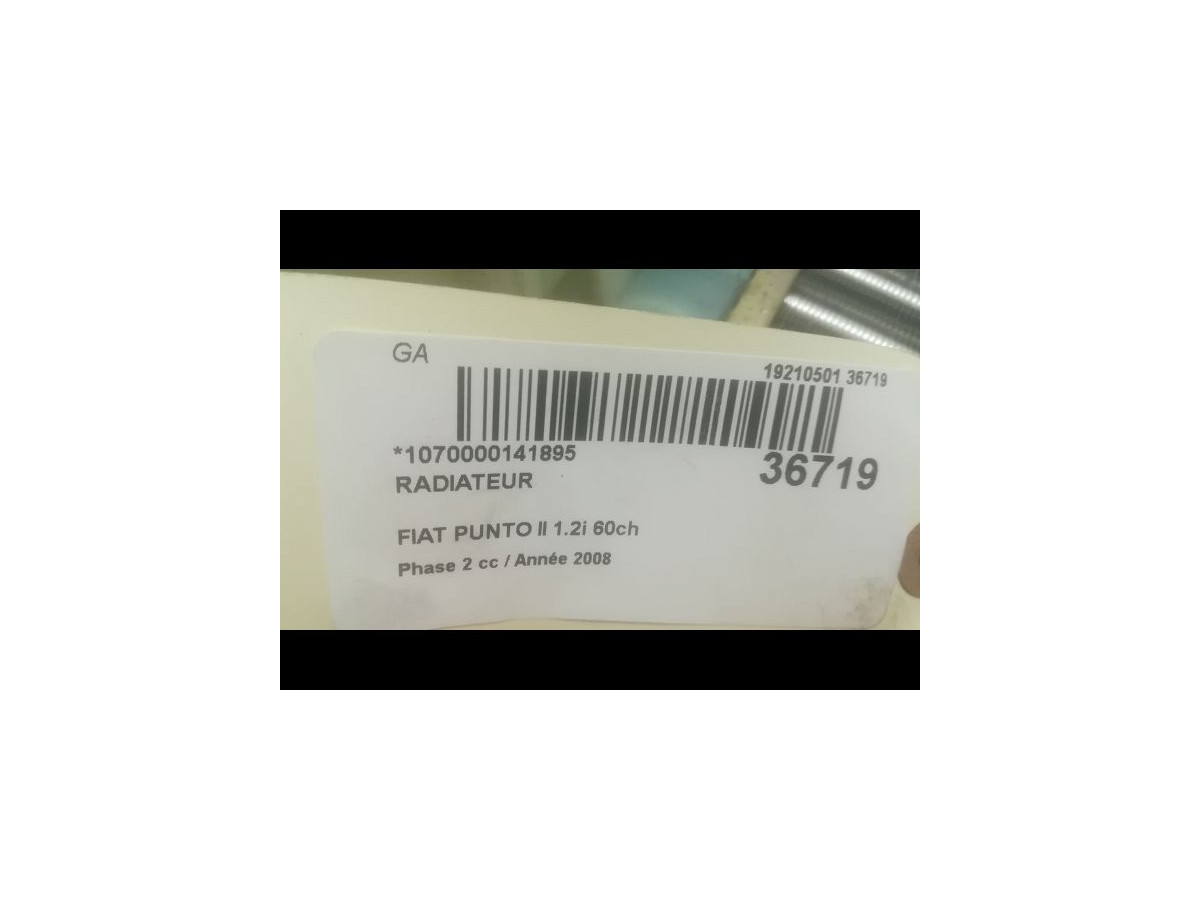 GA
19210501 36719
*1070000141895
36719
RADIATEUR
FIAT PUNTO II 1.2i 60ch
Phase 2 cc / Année 2008